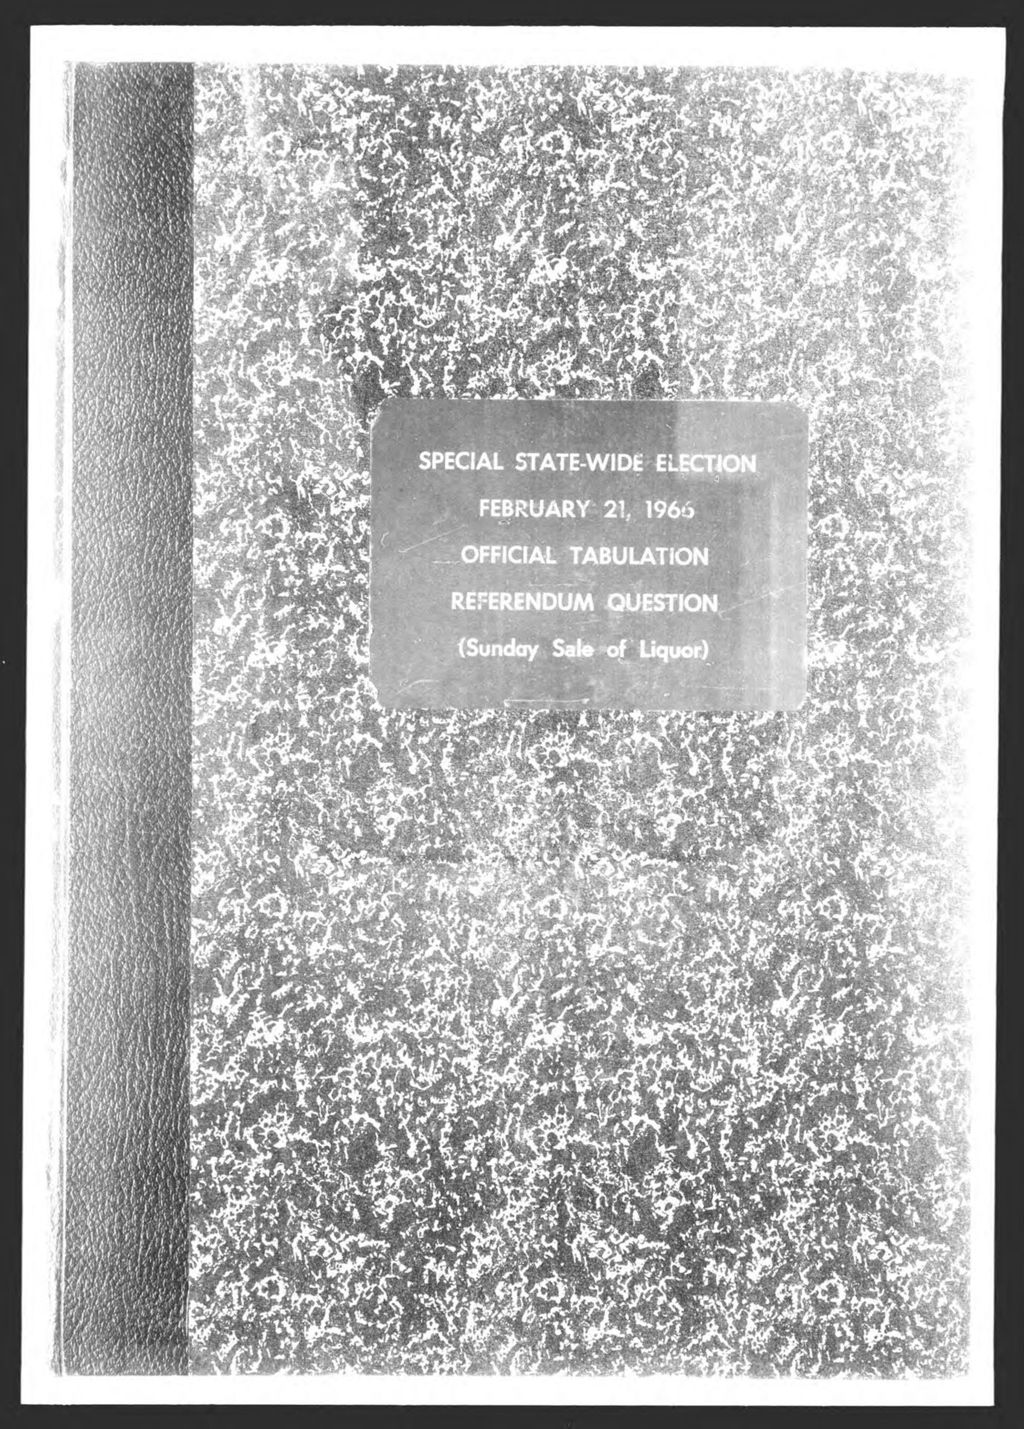 SPECIAL STATE-WIDE ELECTION
FEBRUARY 21, 1966
OFFICIAL TABULATION
REFERENDUM QUESTION
(Sunday Sale of Liquor)